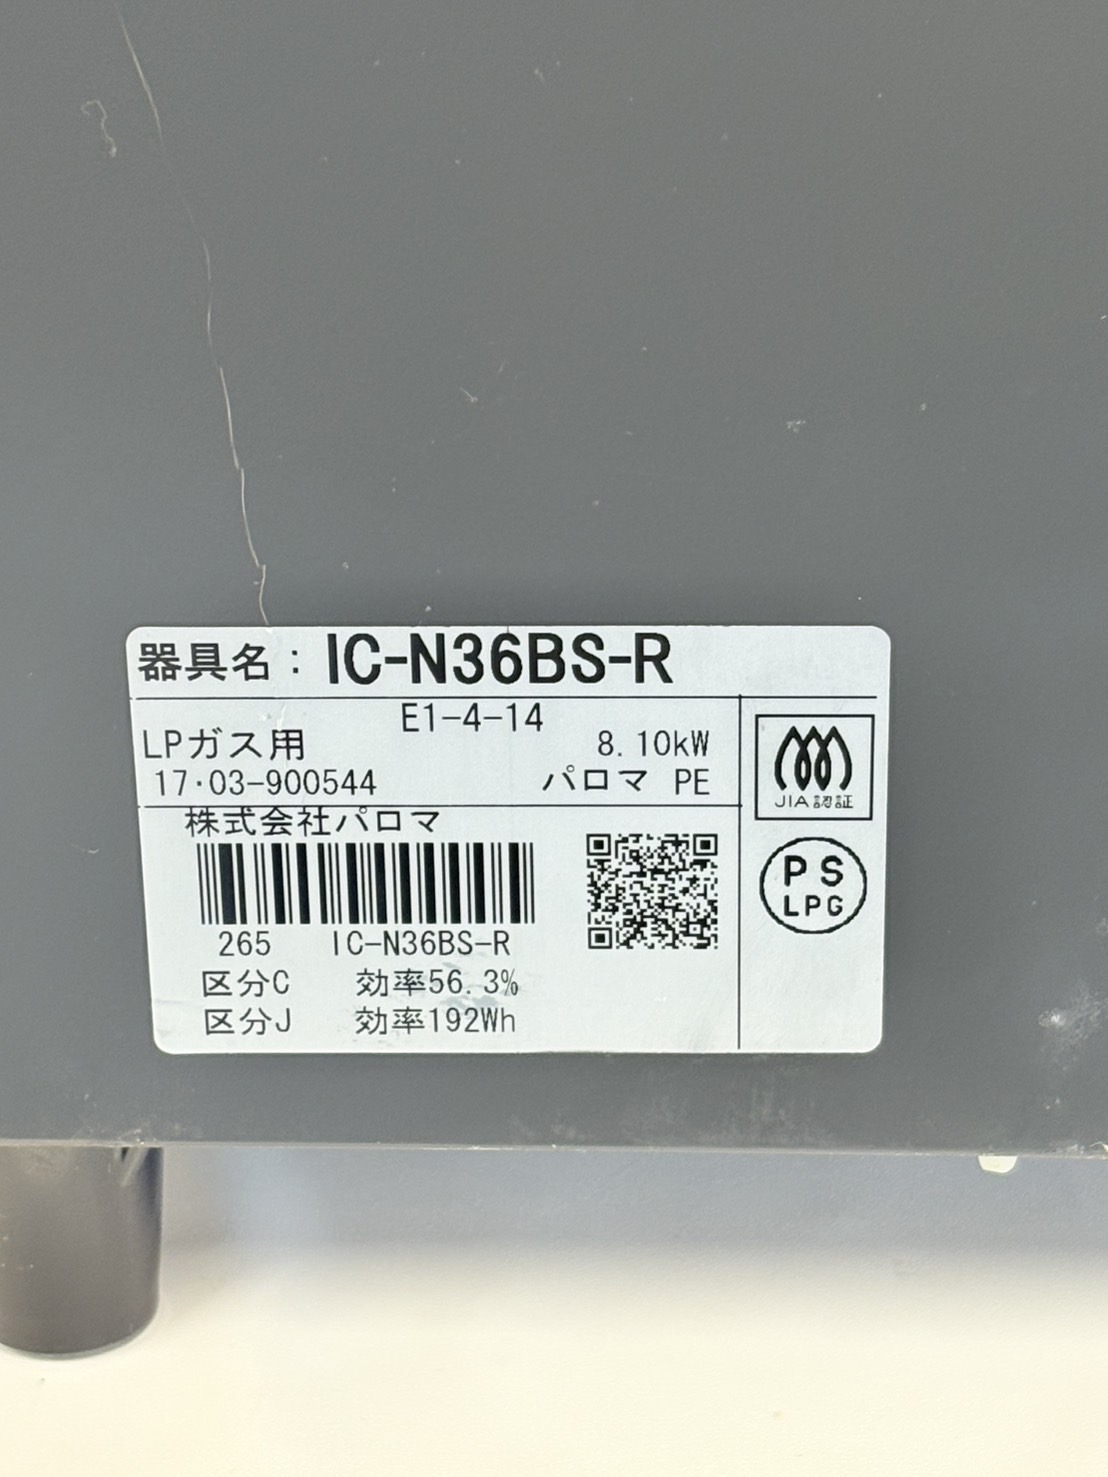 器具名：IC-N36BS-R
E1-4-14
LPガス用 8.10kW
17·03-900544 パロマ PE
株式会社パロマ
265 IC-N36BS-R
区分C 効率56.3%
区分J 効率192Wh
JIA認証
PS
LPG